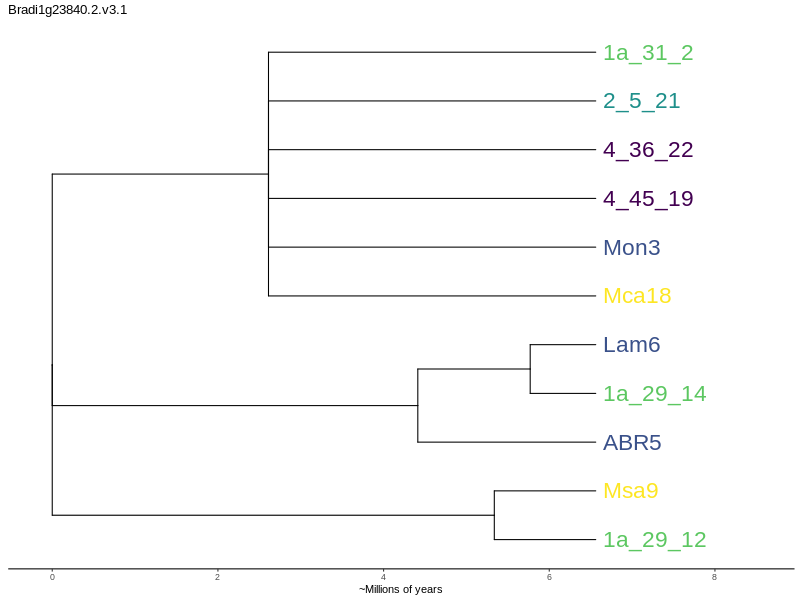 Bradi1g23840.2.v3.1
1a_31_2
2_5_21
4_36_22
4_45_19
Mon3
Mca18
Lam6
1a_29_14
ABR5
Msa9
1a_29_12
0 2 4 6 8
~Millions of years